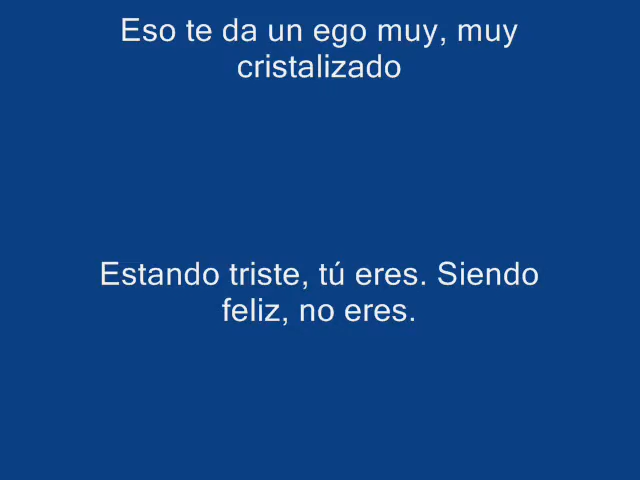 Eso te da un ego muy, muy
cristalizado
Estando triste, tú eres. Siendo
feliz, no eres.